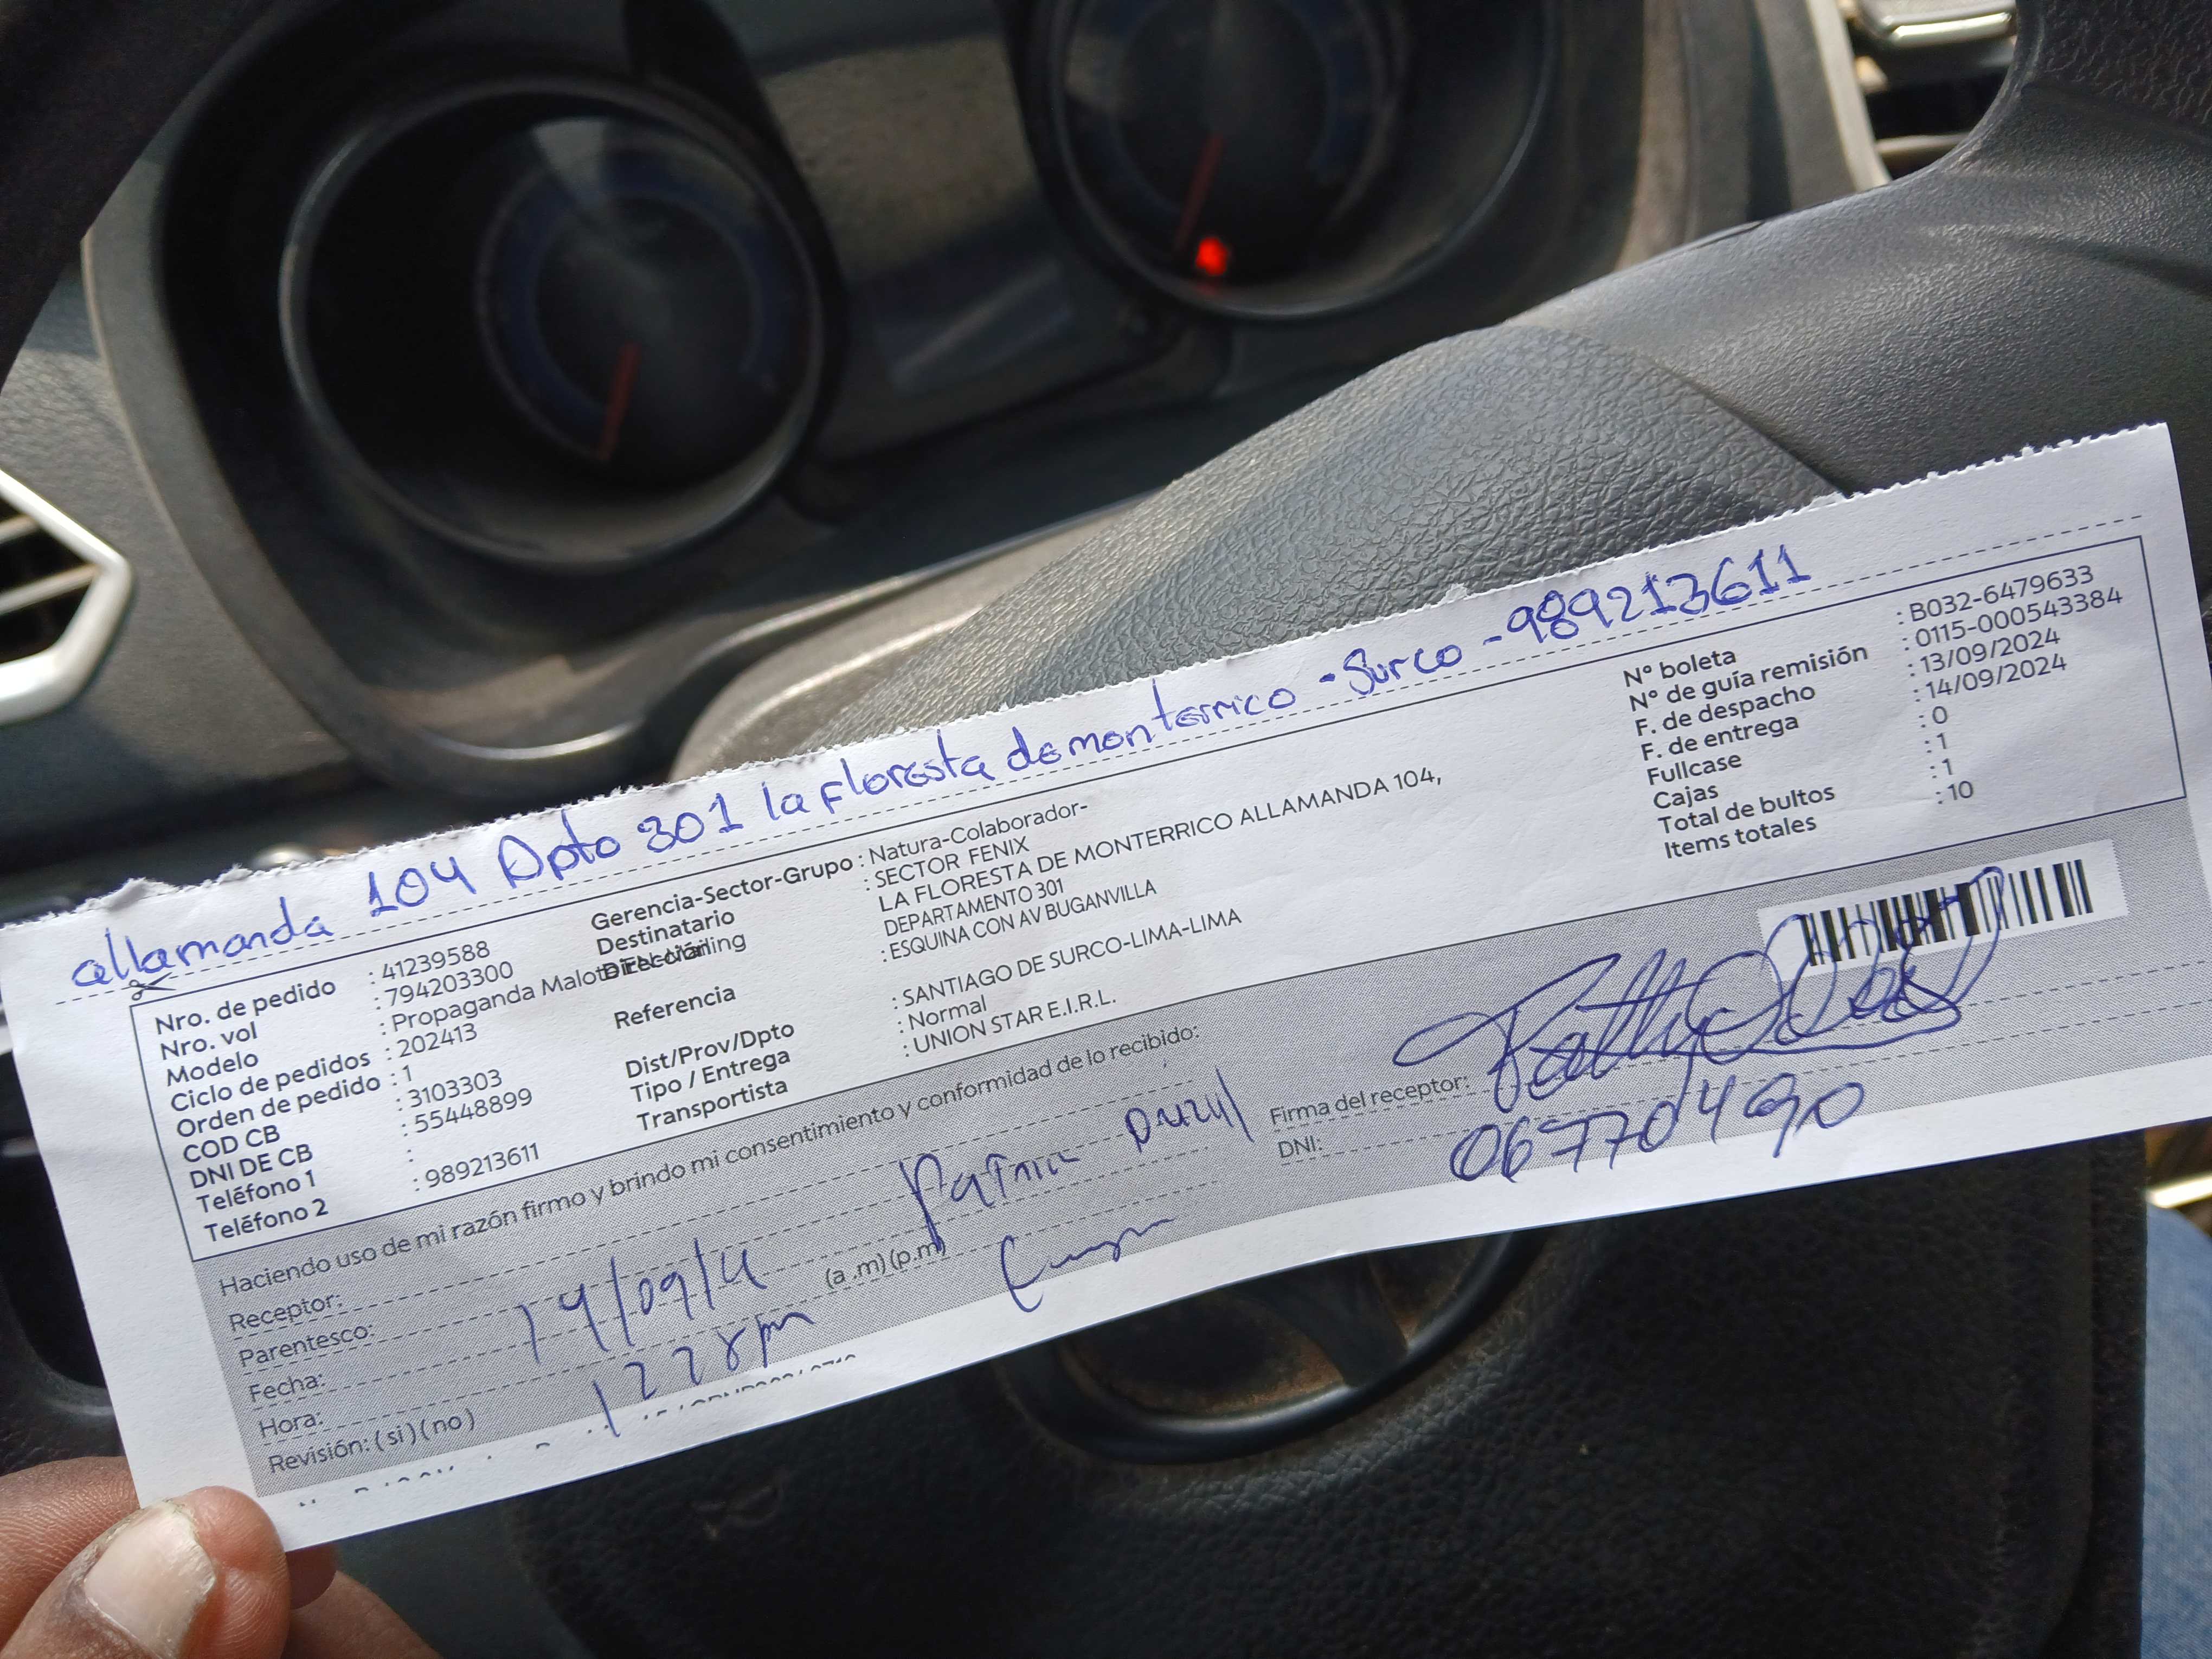 allamanda 104 Dpto 301 la floresta de monterrico - Surco - 989213611
Nro. de pedido : 41239588
Nro. vol : 794203300
Modelo : Propaganda Malote
Ciclo de pedidos : 202413
Orden de pedido : 1
COD CB : 3103303
DNI DE CB : 55448899
Teléfono 1 :
Teléfono 2 : 989213611
Gerencia-Sector-Grupo : Natura-Colaborador-
Destinatario : SECTOR FENIX
Dirección LA FLORESTA DE MONTERRICO ALLAMANDA 104,
DEPARTAMENTO 301
Referencia : ESQUINA CON AV BUGANVILLA
Dist/Prov/Dpto : SANTIAGO DE SURCO-LIMA-LIMA
Tipo / Entrega : Normal
Transportista : UNION STAR E.I.R.L.
N° boleta : B032-6479633
N° de guía remisión : 0115-000543384
F. de despacho : 13/09/2024
F. de entrega : 14/09/2024
Fullcase : 0
Cajas : 1
Total de bultos : 1
Items totales : 10
Haciendo uso de mi razón firmo y brindo mi consentimiento y conformidad de lo recibido:
Receptor:
Parentesco:
Fecha: 14/09/
Hora: (a .m) (p.m)
Revisión: ( si ) ( no )
Firma del receptor:
DNI: 06770490